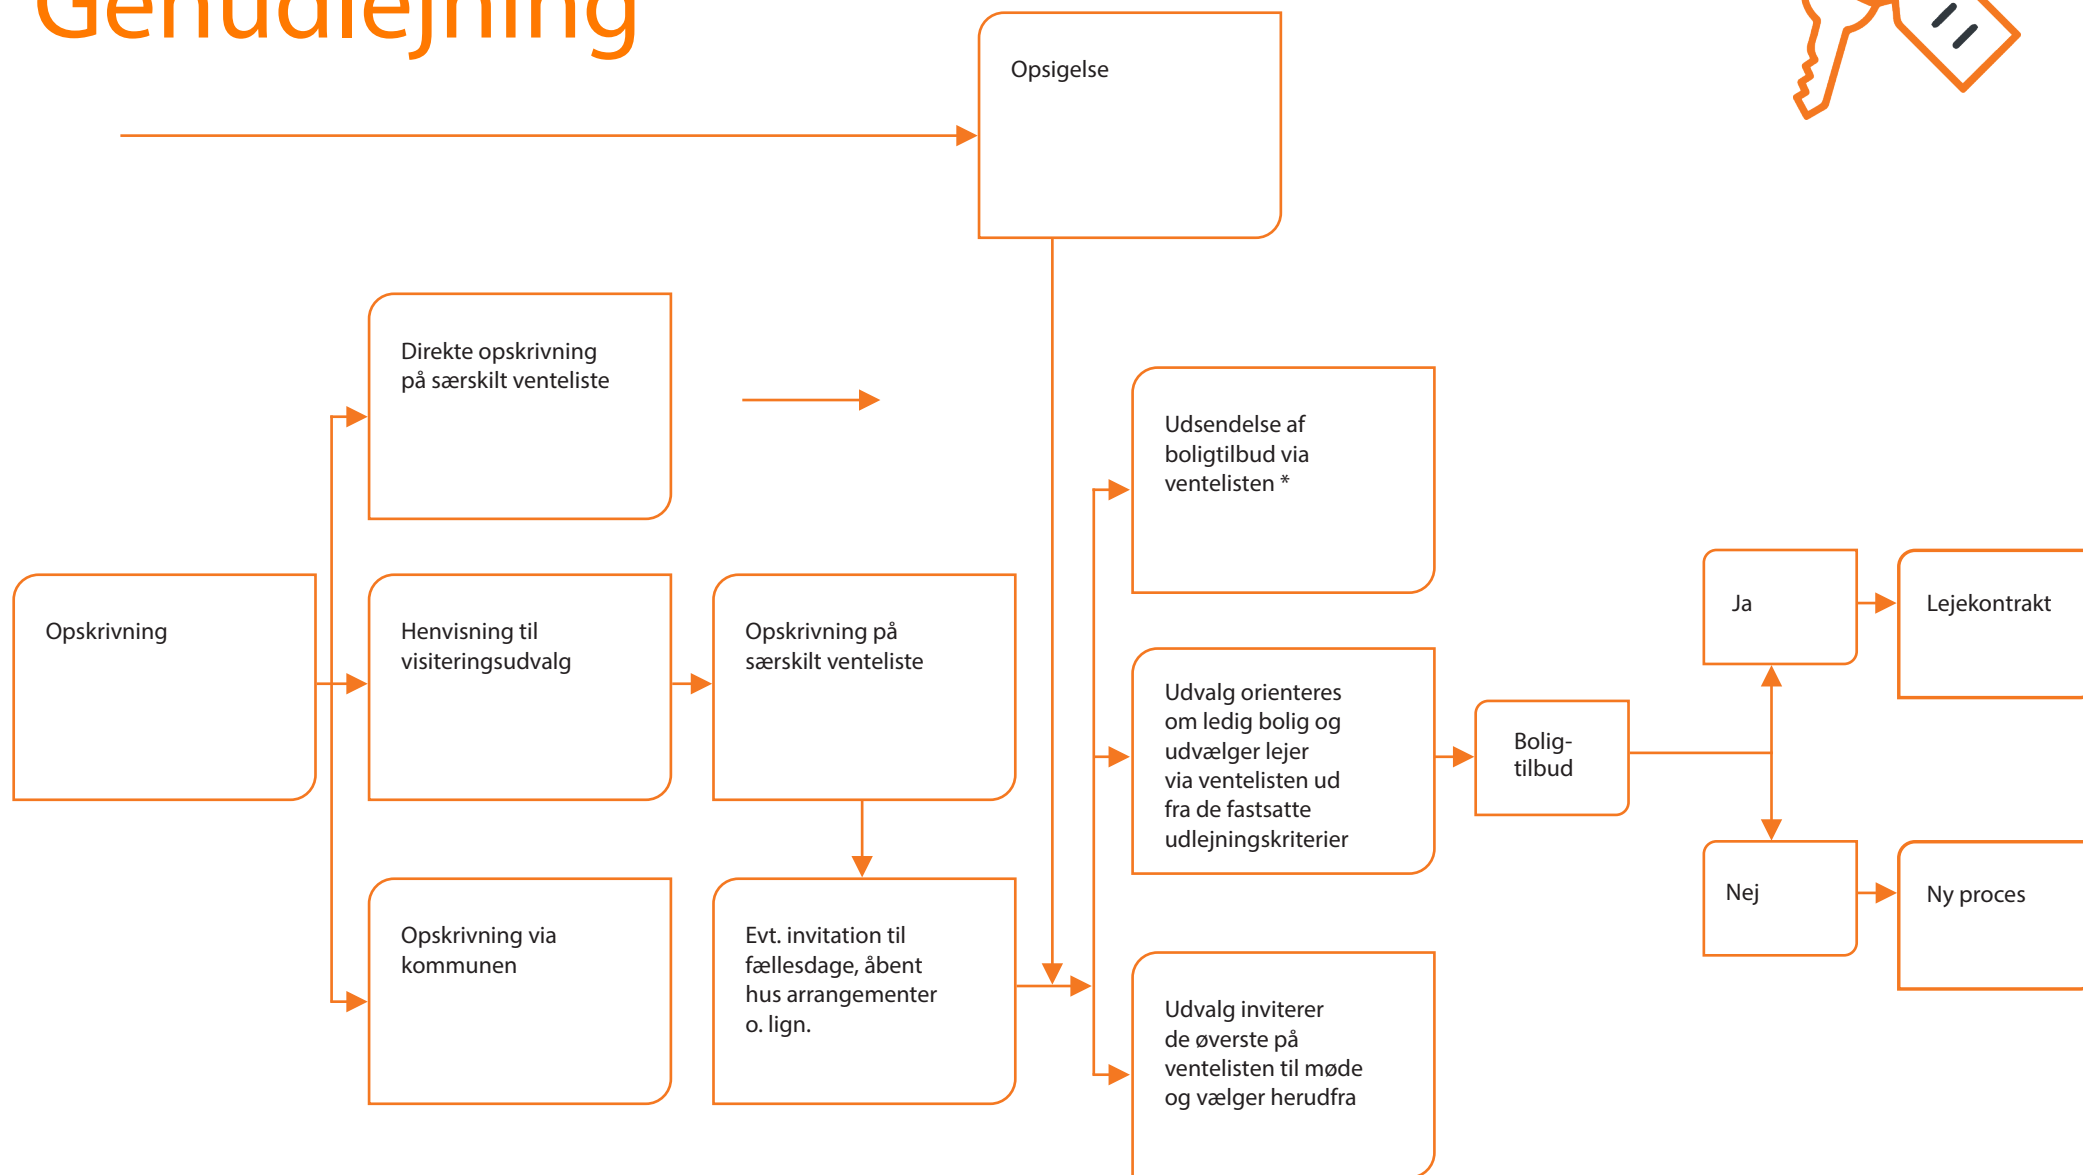 Genudlejning
Opsigelse
Direkte opskrivning
på særskilt venteliste
Opskrivning
Henvisning til
visiteringsudvalg
Opskrivning på
særskilt venteliste
Opskrivning via
kommunen
Evt. invitation til
fællesdage, åbent
hus arrangementer
o. lign.
Udsendelse af
boligtilbud via
ventelisten *
Udvalg orienteres
om ledig bolig og
udvælger lejer
via ventelisten ud
fra de fastsatte
udlejningskriterier
Udvalg inviterer
de øverste på
ventelisten til møde
og vælger herudfra
Bolig-
tilbud
Ja
Lejekontrakt
Nej
Ny proces